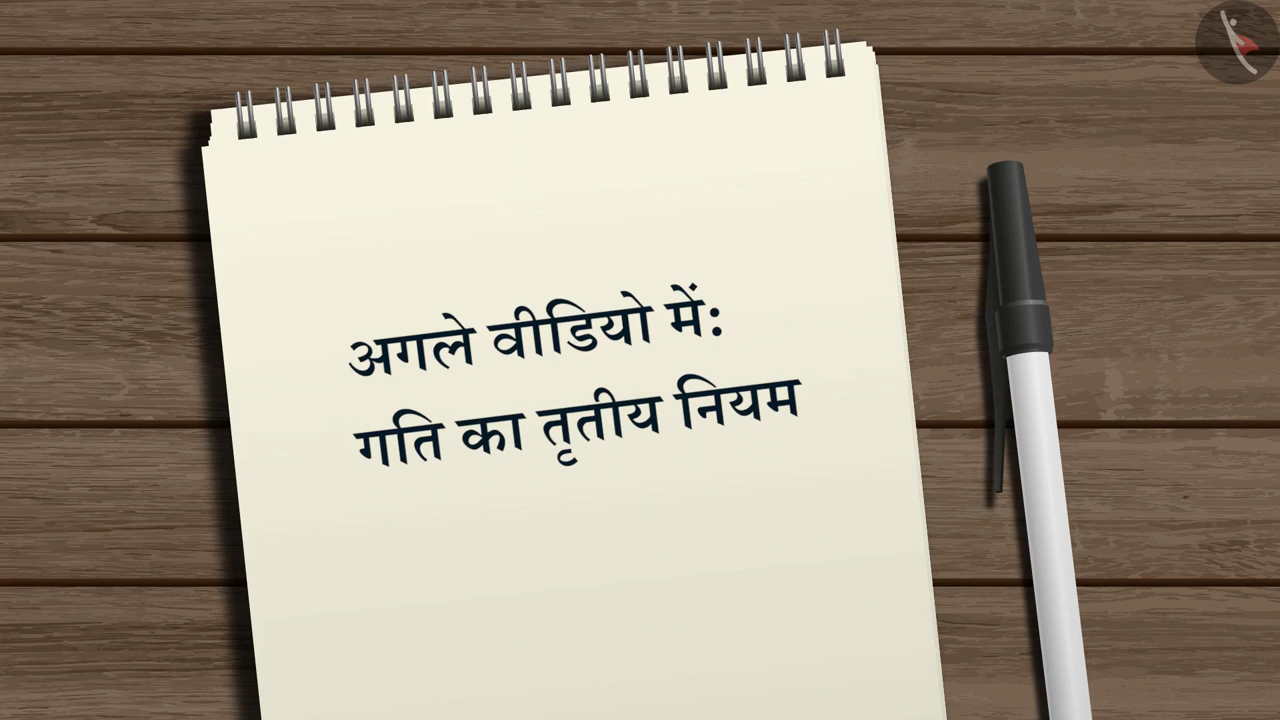 अगले वीडियो में:
गति का तृतीय नियम